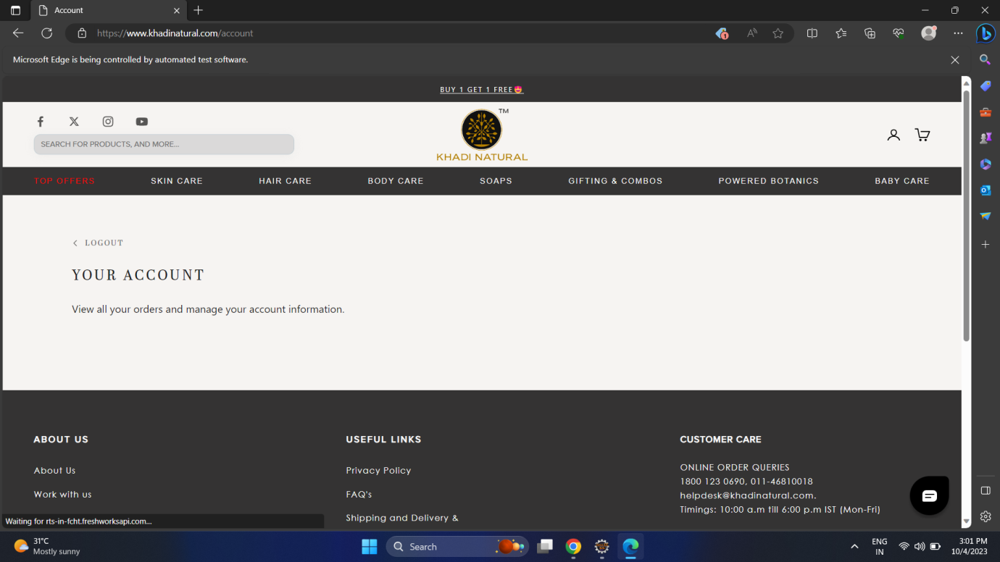 Account
https://www.khadinatural.com/account
1
Microsoft Edge is being controlled by automated test software.
BUY 1 GET 1 FREE😍
SEARCH FOR PRODUCTS, AND MORE...
TM
KHADI NATURAL
TOP OFFERS SKIN CARE HAIR CARE BODY CARE SOAPS GIFTING & COMBOS POWERED BOTANICS BABY CARE
LOGOUT
YOUR ACCOUNT
View all your orders and manage your account information.
ABOUT US
About Us
Work with us
USEFUL LINKS
Privacy Policy
FAQ's
Shipping and Delivery &
CUSTOMER CARE
ONLINE ORDER QUERIES
1800 123 0690, 011-46810018
helpdesk@khadinatural.com.
Timings: 10:00 a.m till 6:00 p.m IST (Mon-Fri)
Waiting for rts-in-fcht.freshworksapi.com...
31°C
Mostly sunny
Search
ENG
IN
3:01 PM
10/4/2023